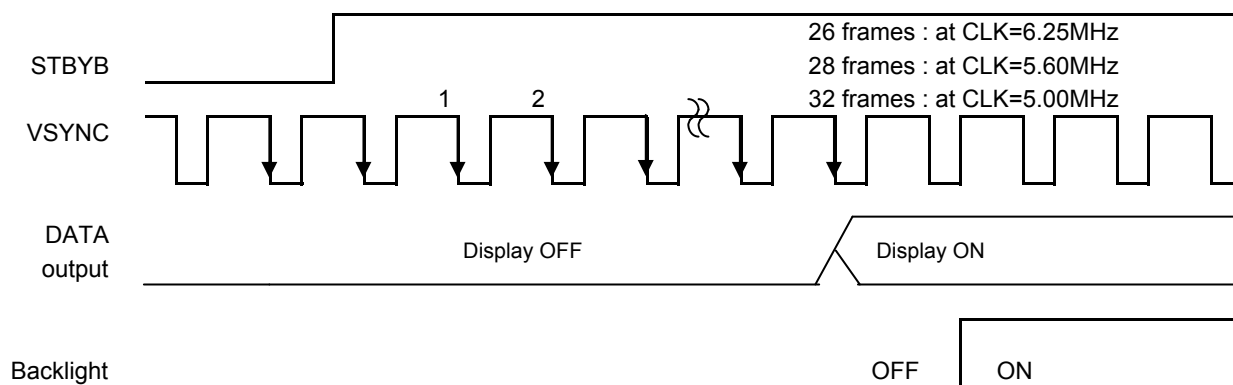 26 frames : at CLK=6.25MHz
STBYB
28 frames : at CLK=5.60MHz
1 2
32 frames : at CLK=5.00MHz
VSYNC
DATA
output
Display OFF
Display ON
Backlight
OFF
ON